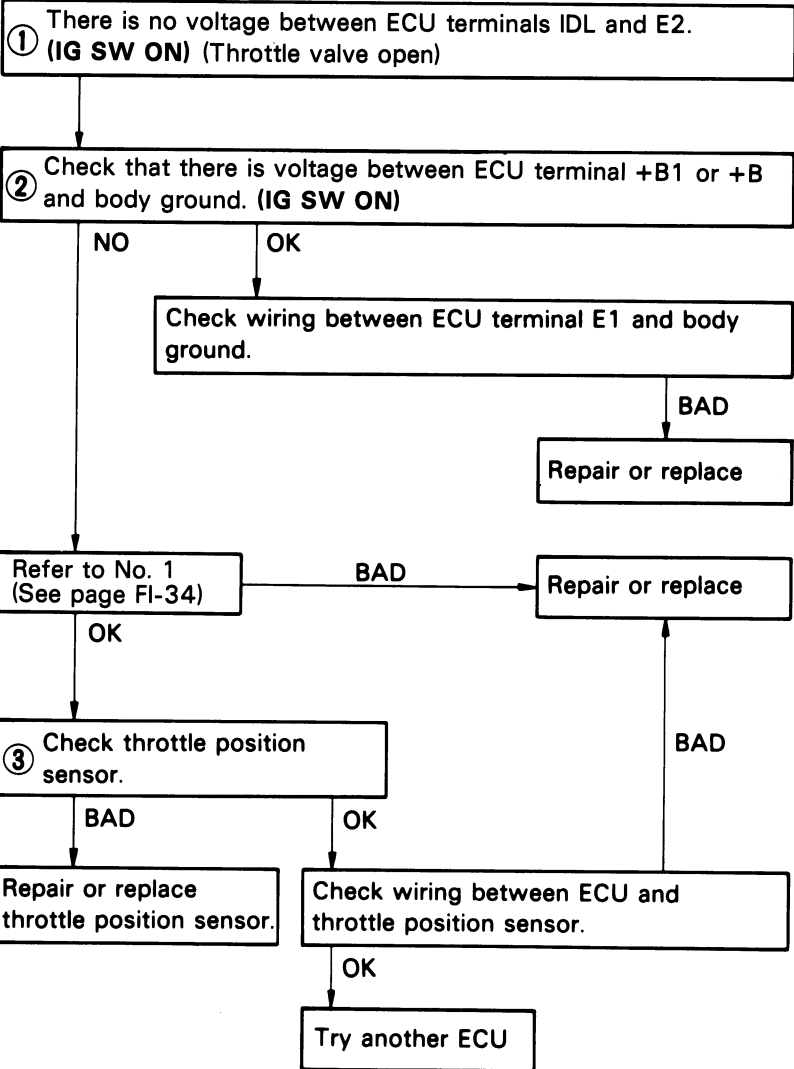 ① There is no voltage between ECU terminals IDL and E2.
(IG SW ON) (Throttle valve open)
② Check that there is voltage between ECU terminal +B1 or +B
and body ground. (IG SW ON)
NO
OK
Check wiring between ECU terminal E1 and body
ground.
BAD
Repair or replace
Refer to No. 1
(See page FI-34)
BAD
Repair or replace
OK
③ Check throttle position
sensor.
BAD
BAD
OK
Repair or replace
throttle position sensor.
Check wiring between ECU and
throttle position sensor.
OK
Try another ECU